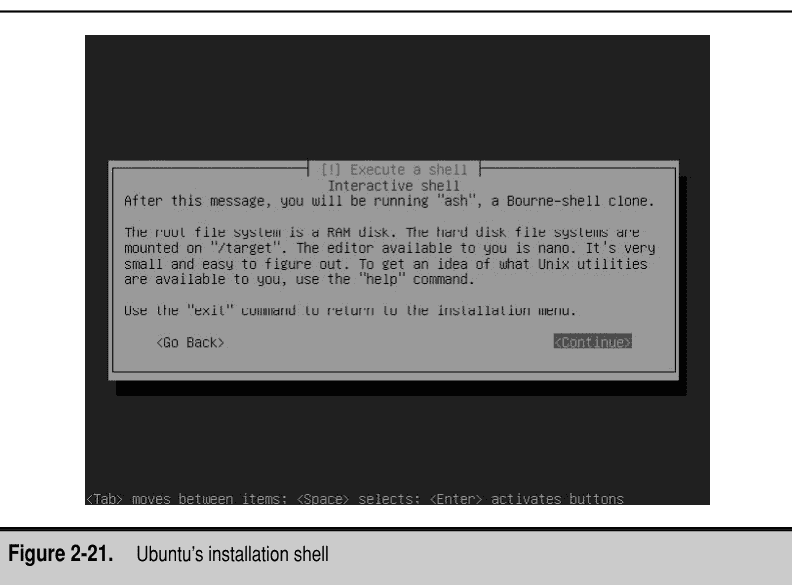 [!] Execute a shell
Interactive shell
After this message, you will be running "ash", a Bourne-shell clone.
The root file system is a RAM disk. The hard disk file systems are
mounted on "/target". The editor available to you is nano. It's very
small and easy to figure out. To get an idea of what Unix utilities
are available to you, use the "help" command.
Use the "exit" command to return to the installation menu.
<Go Back> <Continue>
<Tab> moves between items; <Space> selects; <Enter> activates buttons
Figure 2-21. Ubuntu's installation shell